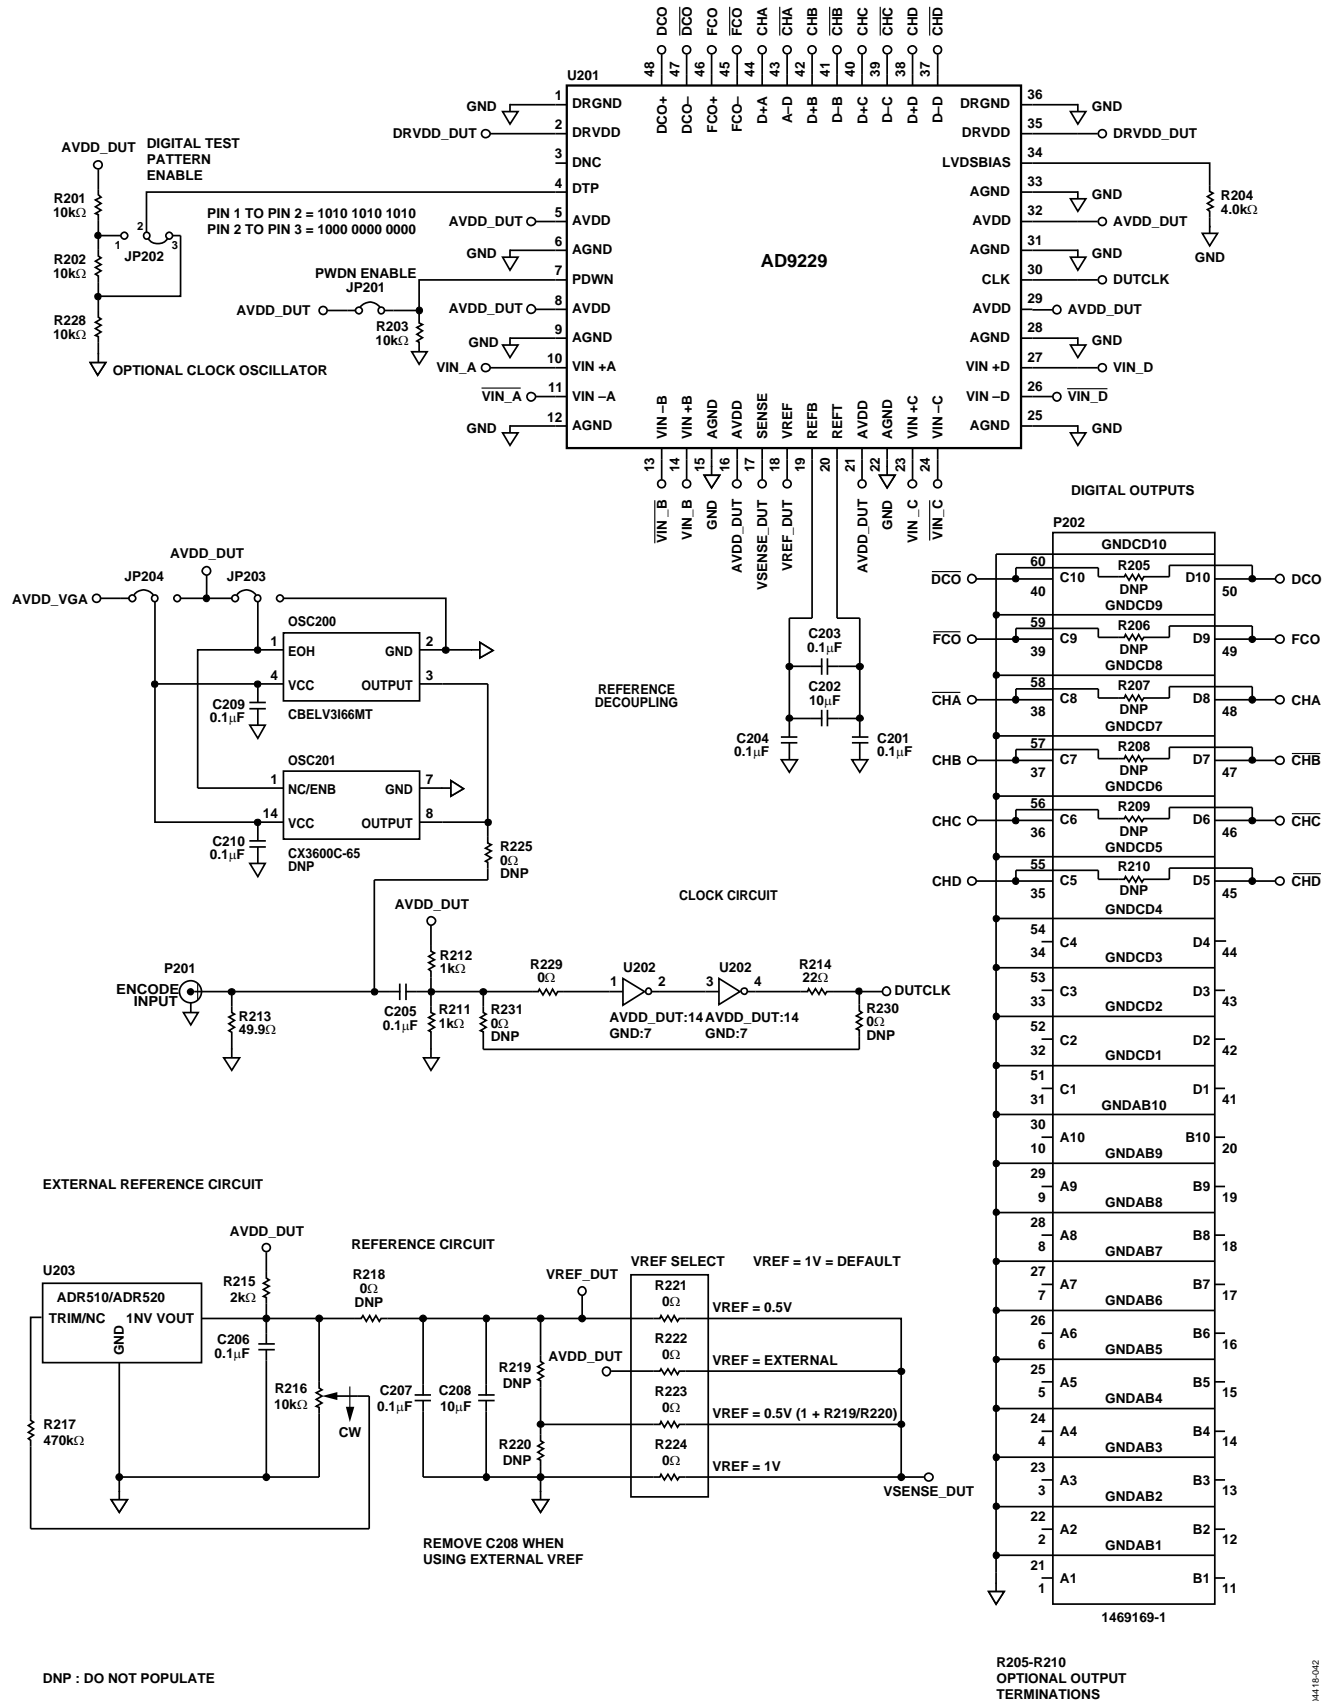 DCO
DCO
FCO
FCO
CHA
CHA
CHB
CHB
CHC
CHC
CHD
CHD
48
47
46
45
44
43
42
41
40
39
38
37
U201
DCO+
DCO–
FCO+
FCO–
D+A
A–D
D+B
D–B
D+C
D–C
D+D
D–D
GND 1 DRGND
DRVDD_DUT 2 DRVDD
3 DNC
4 DTP
AVDD_DUT 5 AVDD
GND 6 AGND
7 PDWN
AVDD_DUT 8 AVDD
GND 9 AGND
VIN_A 10 VIN +A
VIN_A 11 VIN –A
GND 12 AGND
AD9229
DRGND 36 GND
DRVDD 35 DRVDD_DUT
LVDSBIAS 34
AGND 33 GND
AVDD 32 AVDD_DUT
AGND 31 GND
CLK 30 DUTCLK
AVDD 29 AVDD_DUT
AGND 28 GND
VIN +D 27 VIN_D
VIN –D 26 VIN_D
AGND 25 GND
R204
4.0kΩ
GND
AVDD_DUT
DIGITAL TEST
PATTERN
ENABLE
R201
10kΩ
1
2
3
JP202
R202
10kΩ
R228
10kΩ
PIN 1 TO PIN 2 = 1010 1010 1010
PIN 2 TO PIN 3 = 1000 0000 0000
PWDN ENABLE
JP201
AVDD_DUT
R203
10kΩ
OPTIONAL CLOCK OSCILLATOR
VIN –B
VIN +B
AGND
AVDD
SENSE
VREF
REFB
REFT
AVDD
AGND
VIN +C
VIN –C
13
14
15
16
17
18
19
20
21
22
23
24
VIN _B
VIN_B
GND
AVDD_DUT
VSENSE_DUT
VREF_DUT
AVDD_DUT
GND
VIN _C
VIN_C
C203
0.1μF
C202
10μF
C204
0.1μF
C201
0.1μF
REFERENCE
DECOUPLING
AVDD_DUT
JP204
JP203
AVDD_VGA
OSC200
1 EOH
GND 2
4 VCC
OUTPUT 3
CBELV3I66MT
C209
0.1μF
OSC201
1 NC/ENB
GND 7
14 VCC
OUTPUT 8
CX3600C-65
DNP
C210
0.1μF
R225
0Ω
DNP
CLOCK CIRCUIT
AVDD_DUT
R212
1kΩ
P201
ENCODE
INPUT
R213
49.9Ω
C205
0.1μF
R211
1kΩ
R231
0Ω
DNP
R229
0Ω
1 U202 2
3 U202 4
AVDD_DUT:14
GND:7
AVDD_DUT:14
GND:7
R214
22Ω
DUTCLK
R230
0Ω
DNP
EXTERNAL REFERENCE CIRCUIT
U203
ADR510/ADR520
TRIM/NC
1NV VOUT
GND
AVDD_DUT
R215
2kΩ
C206
0.1μF
R216
10kΩ
CW
R217
470kΩ
REFERENCE CIRCUIT
R218
0Ω
DNP
C207
0.1μF
C208
10μF
R219
DNP
R220
DNP
VREF_DUT
AVDD_DUT
VREF SELECT
VREF = 1V = DEFAULT
R221
0Ω
VREF = 0.5V
R222
0Ω
VREF = EXTERNAL
R223
0Ω
VREF = 0.5V (1 + R219/R220)
R224
0Ω
VREF = 1V
VSENSE_DUT
REMOVE C208 WHEN
USING EXTERNAL VREF
DIGITAL OUTPUTS
P202
GNDCD10
DCO 60 40 C10 R205 DNP D10 50 DCO
GNDCD9
FCO 59 39 C9 R206 DNP D9 49 FCO
GNDCD8
CHA 58 38 C8 R207 DNP D8 48 CHA
GNDCD7
CHB 57 37 C7 R208 DNP D7 47 CHB
GNDCD6
CHC 56 36 C6 R209 DNP D6 46 CHC
GNDCD5
CHD 55 35 C5 R210 DNP D5 45 CHD
GNDCD4
54 34 C4 D4 44
GNDCD3
53 33 C3 D3 43
GNDCD2
52 32 C2 D2 42
GNDCD1
51 31 C1 D1 41
GNDAB10
30 10 A10 B10 20
GNDAB9
29 9 A9 B9 19
GNDAB8
28 8 A8 B8 18
GNDAB7
27 7 A7 B7 17
GNDAB6
26 6 A6 B6 16
GNDAB5
25 5 A5 B5 15
GNDAB4
24 4 A4 B4 14
GNDAB3
23 3 A3 B3 13
GNDAB2
22 2 A2 B2 12
GNDAB1
21 1 A1 B1 11
1469169-1
R205-R210
OPTIONAL OUTPUT
TERMINATIONS
DNP : DO NOT POPULATE